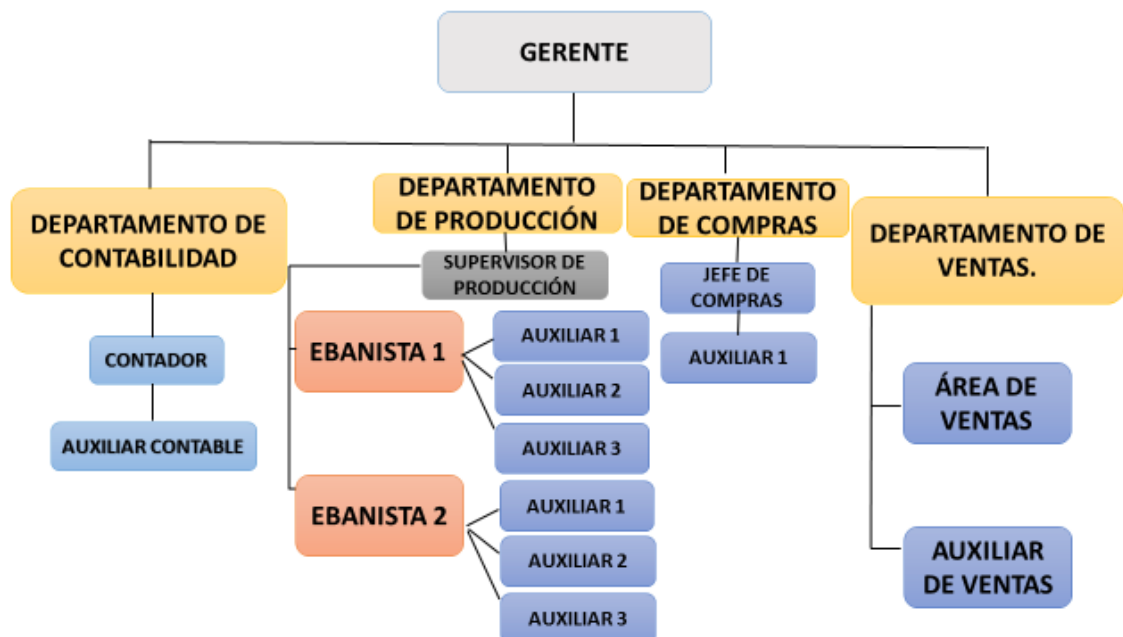 GERENTE
DEPARTAMENTO DE
CONTABILIDAD
CONTADOR
AUXILIAR CONTABLE
DEPARTAMENTO
DE PRODUCCIÓN
SUPERVISOR DE
PRODUCCIÓN
EBANISTA 1
AUXILIAR 1
AUXILIAR 2
AUXILIAR 3
EBANISTA 2
AUXILIAR 1
AUXILIAR 2
AUXILIAR 3
DEPARTAMENTO
DE COMPRAS
JEFE DE
COMPRAS
AUXILIAR 1
DEPARTAMENTO DE
VENTAS.
ÁREA DE
VENTAS
AUXILIAR
DE VENTAS